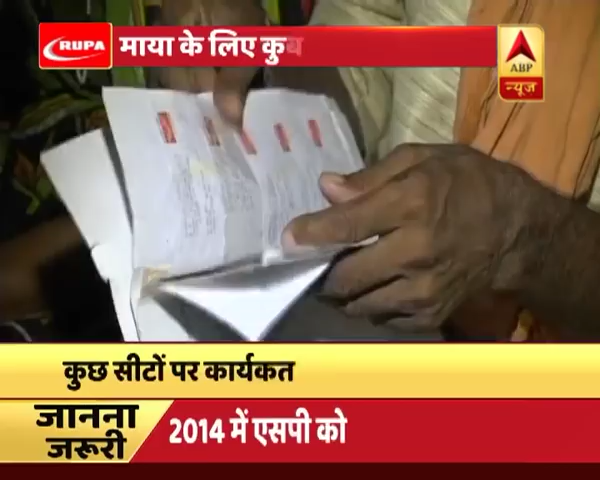 RUPA
माया के लिए
ABP
न्यूज़
कुछ सीटों पर कार्यकत
जानना
जरूरी
2014 में एसपी को